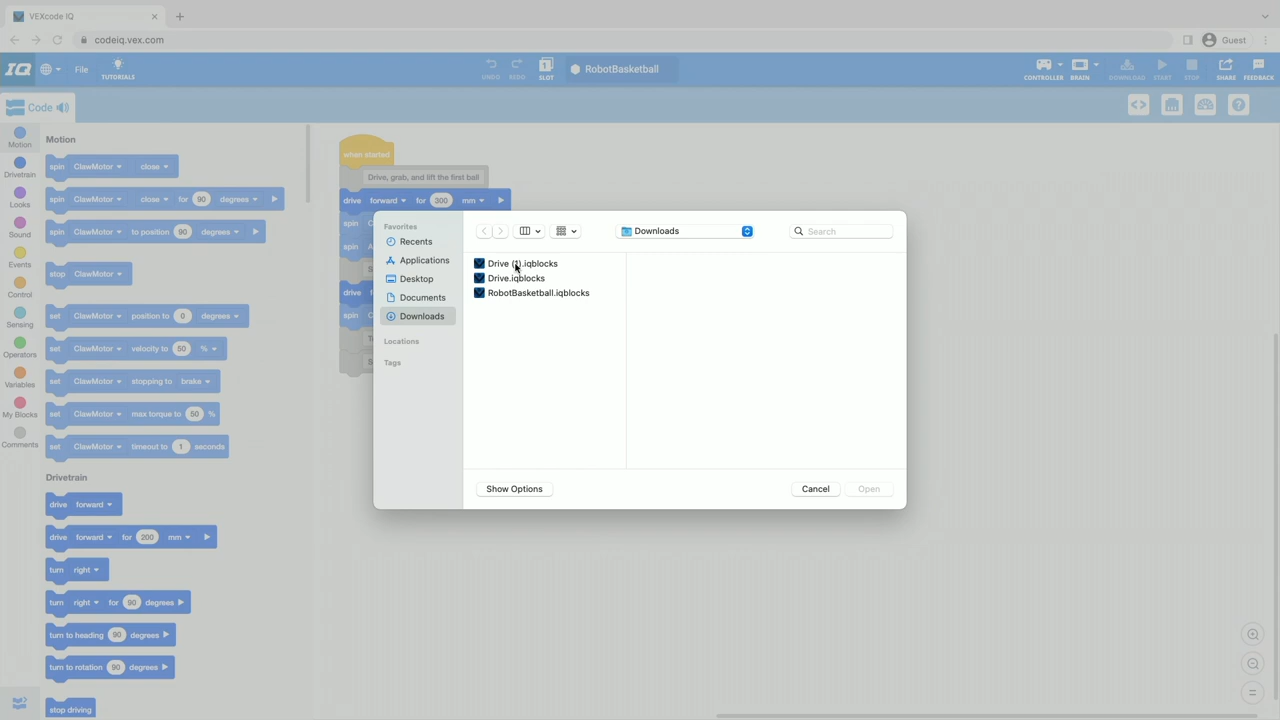 VEXcode IQ
codeiq.vex.com
Guest
IQ
File
TUTORIALS
UNDO
REDO
1
SLOT
RobotBasketball
CONTROLLER
BRAIN
DOWNLOAD
START
STOP
SHARE
FEEDBACK
Code
Motion
Drivetrain
Looks
Sound
Events
Control
Sensing
Operators
Variables
My Blocks
Comments
Motion
spin ClawMotor close
spin ClawMotor close for 90 degrees
spin ClawMotor to position 90 degrees
stop ClawMotor
set ClawMotor position to 0 degrees
set ClawMotor velocity to 50 %
set ClawMotor stopping to brake
set ClawMotor max torque to 50 %
set ClawMotor timeout to 1 seconds
Drivetrain
drive forward
drive forward for 200 mm
turn right
turn right for 90 degrees
turn to heading 90 degrees
turn to rotation 90 degrees
stop driving
when started
Drive, grab, and lift the first ball
drive forward for 300 mm
spin
spin
drive
spin
Favorites
Recents
Applications
Desktop
Documents
Downloads
Locations
Tags
Downloads
Search
Drive (1).iqblocks
Drive.iqblocks
RobotBasketball.iqblocks
Show Options
Cancel
Open